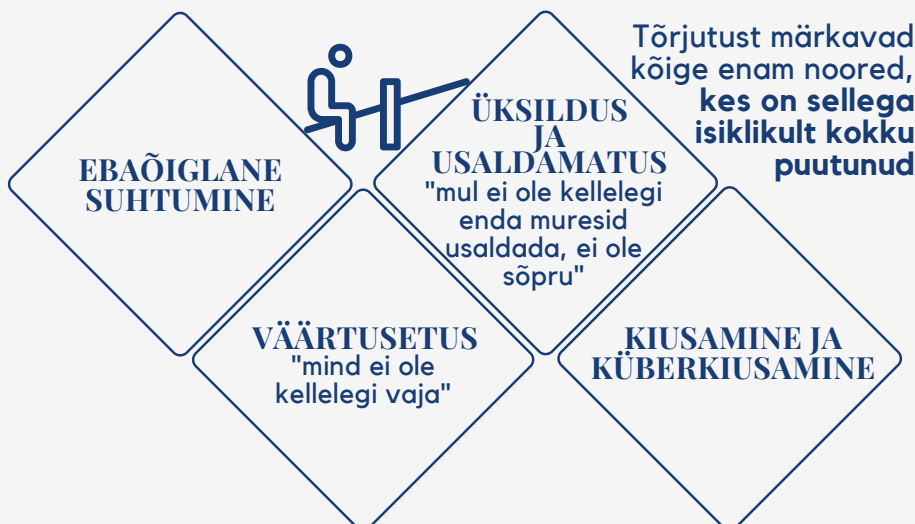 Tõrjutust märkavad
kõige enam noored,
kes on sellega
isiklikult kokku
puutunud
EBAÕIGLANE
SUHTUMINE
ÜKSILDUS
JA
USALDAMATUS
"mul ei ole kellelegi
enda muresid
usaldada, ei ole
sõpru"
VÄÄRTUSETUS
"mind ei ole
kellelegi vaja"
KIUSAMINE JA
KÜBERKIUSAMINE